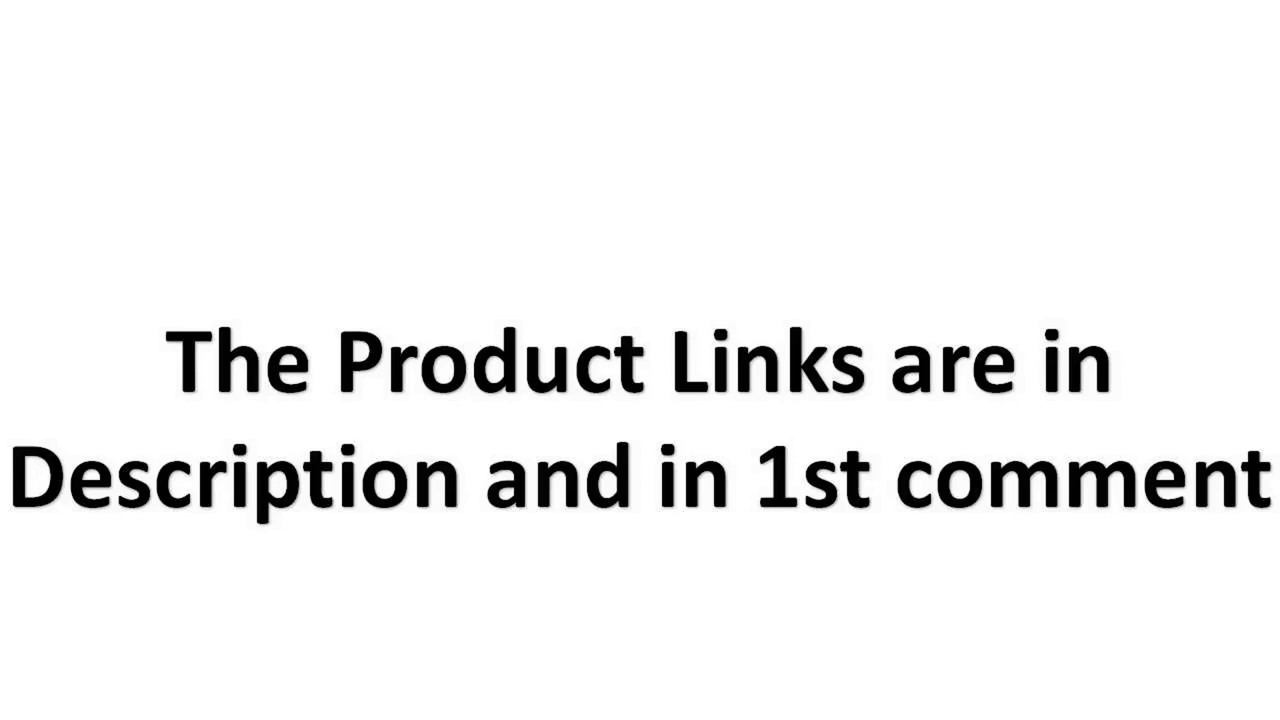 The Product Links are in
Description and in 1st comment